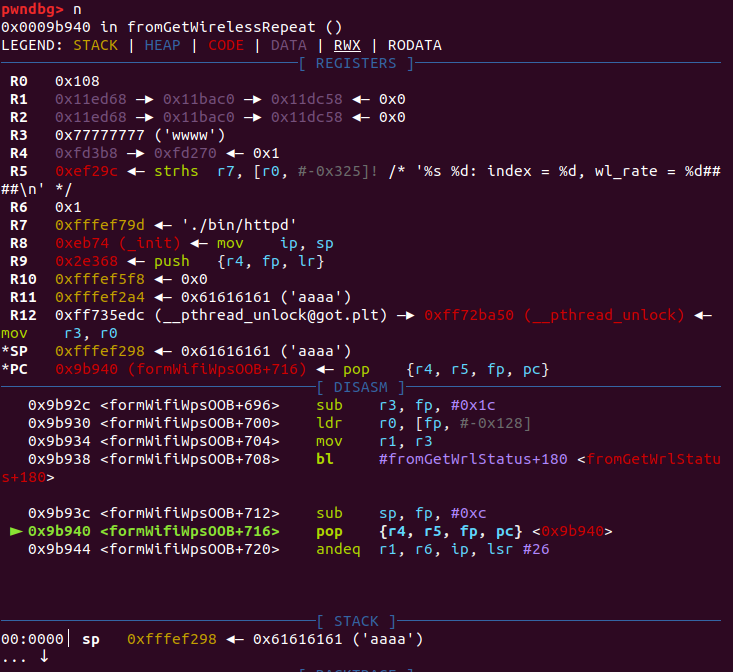 pwndbg> n
0x0009b940 in fromGetWirelessRepeat ()
LEGEND: STACK | HEAP | CODE | DATA | RWX | RODATA
[ REGISTERS ]
R0   0x108
R1   0x11ed68 —▸ 0x11bac0 —▸ 0x11dc58 ◂— 0x0
R2   0x11ed68 —▸ 0x11bac0 —▸ 0x11dc58 ◂— 0x0
R3   0x77777777 ('wwww')
R4   0xfd3b8 —▸ 0xfd270 ◂— 0x1
R5   0xef29c ◂— strhs  r7, [r0, #-0x325]! /* '%s %d: index = %d, wl_rate = %d##
##\n' */
R6   0x1
R7   0xfffef79d ◂— './bin/httpd'
R8   0xeb74 (_init) ◂— mov    ip, sp
R9   0x2e368 ◂— push   {r4, fp, lr}
R10  0xfffef5f8 ◂— 0x0
R11  0xfffef2a4 ◂— 0x61616161 ('aaaa')
R12  0xff735edc (__pthread_unlock@got.plt) —▸ 0xff72ba50 (__pthread_unlock) ◂—
mov    r3, r0
*SP   0xfffef298 ◂— 0x61616161 ('aaaa')
*PC   0x9b940 (formWifiWpsOOB+716) ◂— pop    {r4, r5, fp, pc}
[ DISASM ]
0x9b92c <formWifiWpsOOB+696>    sub    r3, fp, #0x1c
0x9b930 <formWifiWpsOOB+700>    ldr    r0, [fp, #-0x128]
0x9b934 <formWifiWpsOOB+704>    mov    r1, r3
0x9b938 <formWifiWpsOOB+708>    bl     #fromGetWrlStatus+180 <fromGetWrlStatu
s+180>
0x9b93c <formWifiWpsOOB+712>    sub    sp, fp, #0xc
► 0x9b940 <formWifiWpsOOB+716>    pop    {r4, r5, fp, pc} <0x9b940>
0x9b944 <formWifiWpsOOB+720>    andeq  r1, r6, ip, lsr #26
[ STACK ]
00:0000│ sp   0xfffef298 ◂— 0x61616161 ('aaaa')
... ↓
[ BACKTRACE ]